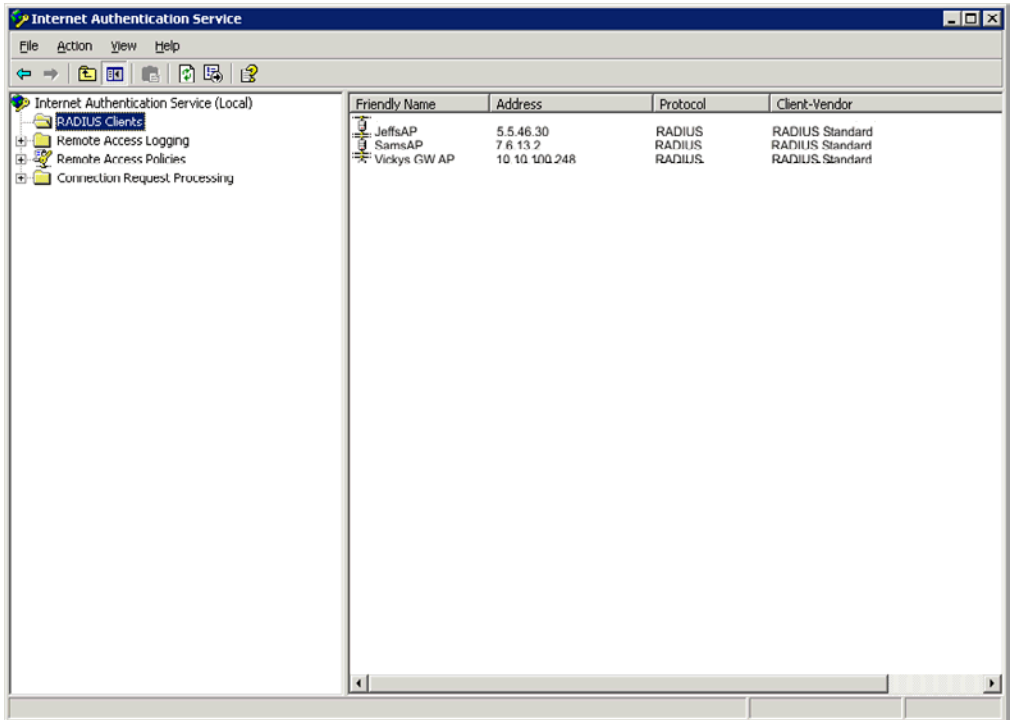 Internet Authentication Service
File Action View Help
Internet Authentication Service (Local)
RADIUS Clients
Remote Access Logging
Remote Access Policies
Connection Request Processing
Friendly Name Address Protocol Client-Vendor
JeffsAP 5.5.46.30 RADIUS RADIUS Standard
SamsAP 7.6.13.2 RADIUS RADIUS Standard
Vickys GW AP 10.10.100.248 RADIUS RADIUS Standard